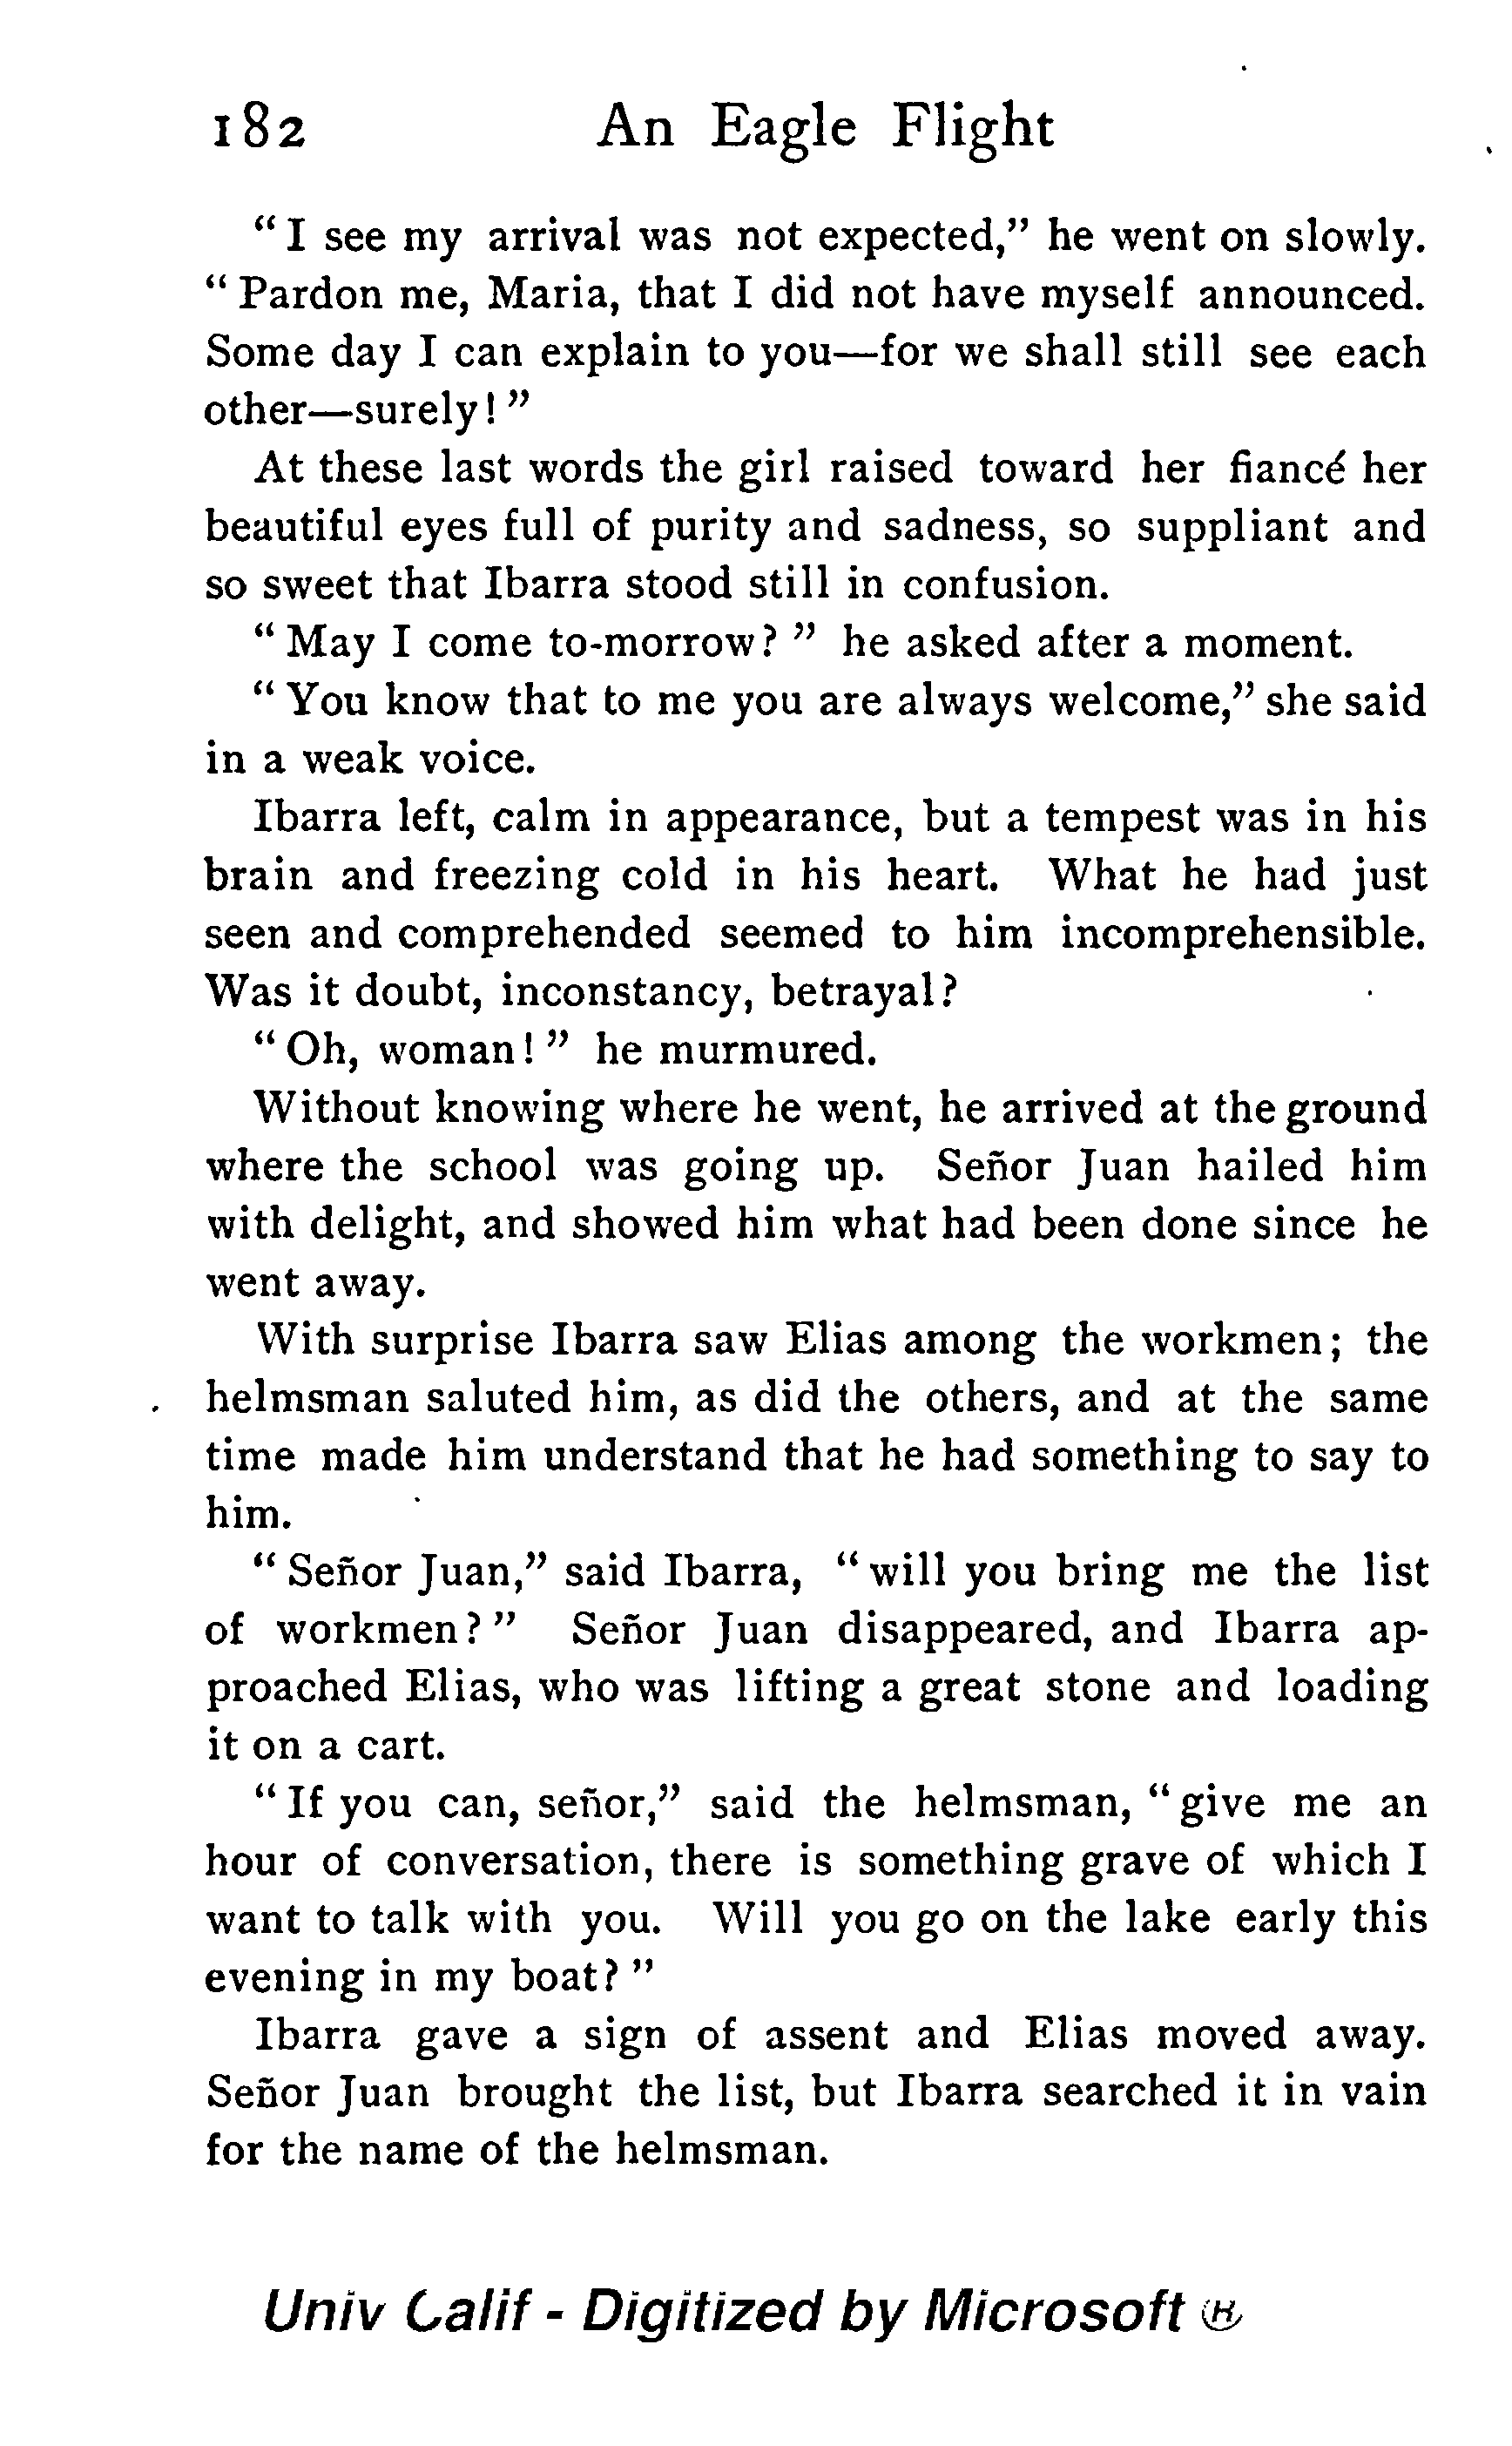 182 An Eagle Flight
“ I see my arrival was not expected,” he went on slowly.
“ Pardon me, Maria, that I did not have myself announced.
Some day I can explain to you—for we shall still see each
other—surely! ”
At these last words the girl raised toward her fiancé her
beautiful eyes full of purity and sadness, so suppliant and
so sweet that Ibarra stood still in confusion.
“ May I come to-morrow? ” he asked after a moment.
“ You know that to me you are always welcome,” she said
in a weak voice.
Ibarra left, calm in appearance, but a tempest was in his
brain and freezing cold in his heart. What he had just
seen and comprehended seemed to him incomprehensible.
Was it doubt, inconstancy, betrayal?
“ Oh, woman! ” he murmured.
Without knowing where he went, he arrived at the ground
where the school was going up. Señor Juan hailed him
with delight, and showed him what had been done since he
went away.
With surprise Ibarra saw Elias among the workmen; the
helmsman saluted him, as did the others, and at the same
time made him understand that he had something to say to
him.
“ Señor Juan,” said Ibarra, “ will you bring me the list
of workmen? ” Señor Juan disappeared, and Ibarra ap-
proached Elias, who was lifting a great stone and loading
it on a cart.
“ If you can, señor,” said the helmsman, “ give me an
hour of conversation, there is something grave of which I
want to talk with you. Will you go on the lake early this
evening in my boat? ”
Ibarra gave a sign of assent and Elias moved away.
Señor Juan brought the list, but Ibarra searched it in vain
for the name of the helmsman.
Univ Calif - Digitized by Microsoft ®